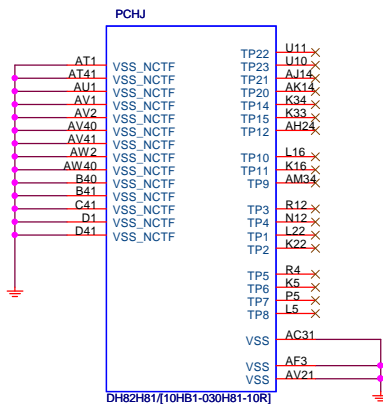 PCHJ
U11
TP22
AT1 VSS_NCTF TP23 U10
AT41 VSS_NCTF TP21 AJ14
AU1 VSS_NCTF TP20 AK14
AV1 VSS_NCTF TP14 K34
AV2 VSS_NCTF TP15 K33
AV40 VSS_NCTF TP12 AH24
AV41 VSS_NCTF
AW2 VSS_NCTF TP10 L16
AW40 VSS_NCTF TP11 K16
B40 VSS_NCTF TP9 AM34
B41 VSS_NCTF
C41 VSS_NCTF TP3 R12
D1 VSS_NCTF TP4 N12
D41 VSS_NCTF TP1 L22
TP2 K22
TP5 R4
TP6 K5
TP7 P5
TP8 L5
VSS AC31
VSS AF3
VSS AV21
DH82H81/[10HB1-030H81-10R]